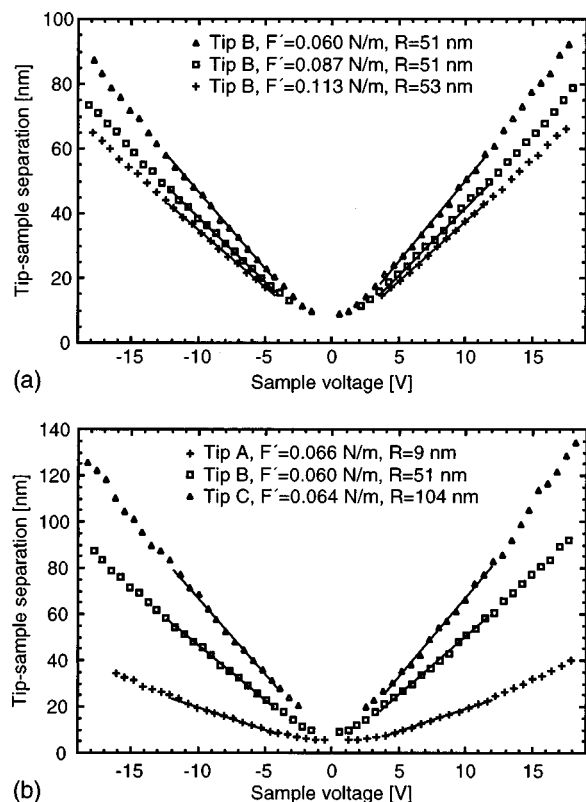 100
80
60
40
20
0
Tip-sample separation [nm]
▲ Tip B, F´=0.060 N/m, R=51 nm
□ Tip B, F´=0.087 N/m, R=51 nm
+ Tip B, F´=0.113 N/m, R=53 nm
-15 -10 -5 0 5 10 15
(a)
Sample voltage [V]
140
120
100
80
60
40
20
0
Tip-sample separation [nm]
+ Tip A, F´=0.066 N/m, R=9 nm
□ Tip B, F´=0.060 N/m, R=51 nm
▲ Tip C, F´=0.064 N/m, R=104 nm
-15 -10 -5 0 5 10 15
(b)
Sample voltage [V]